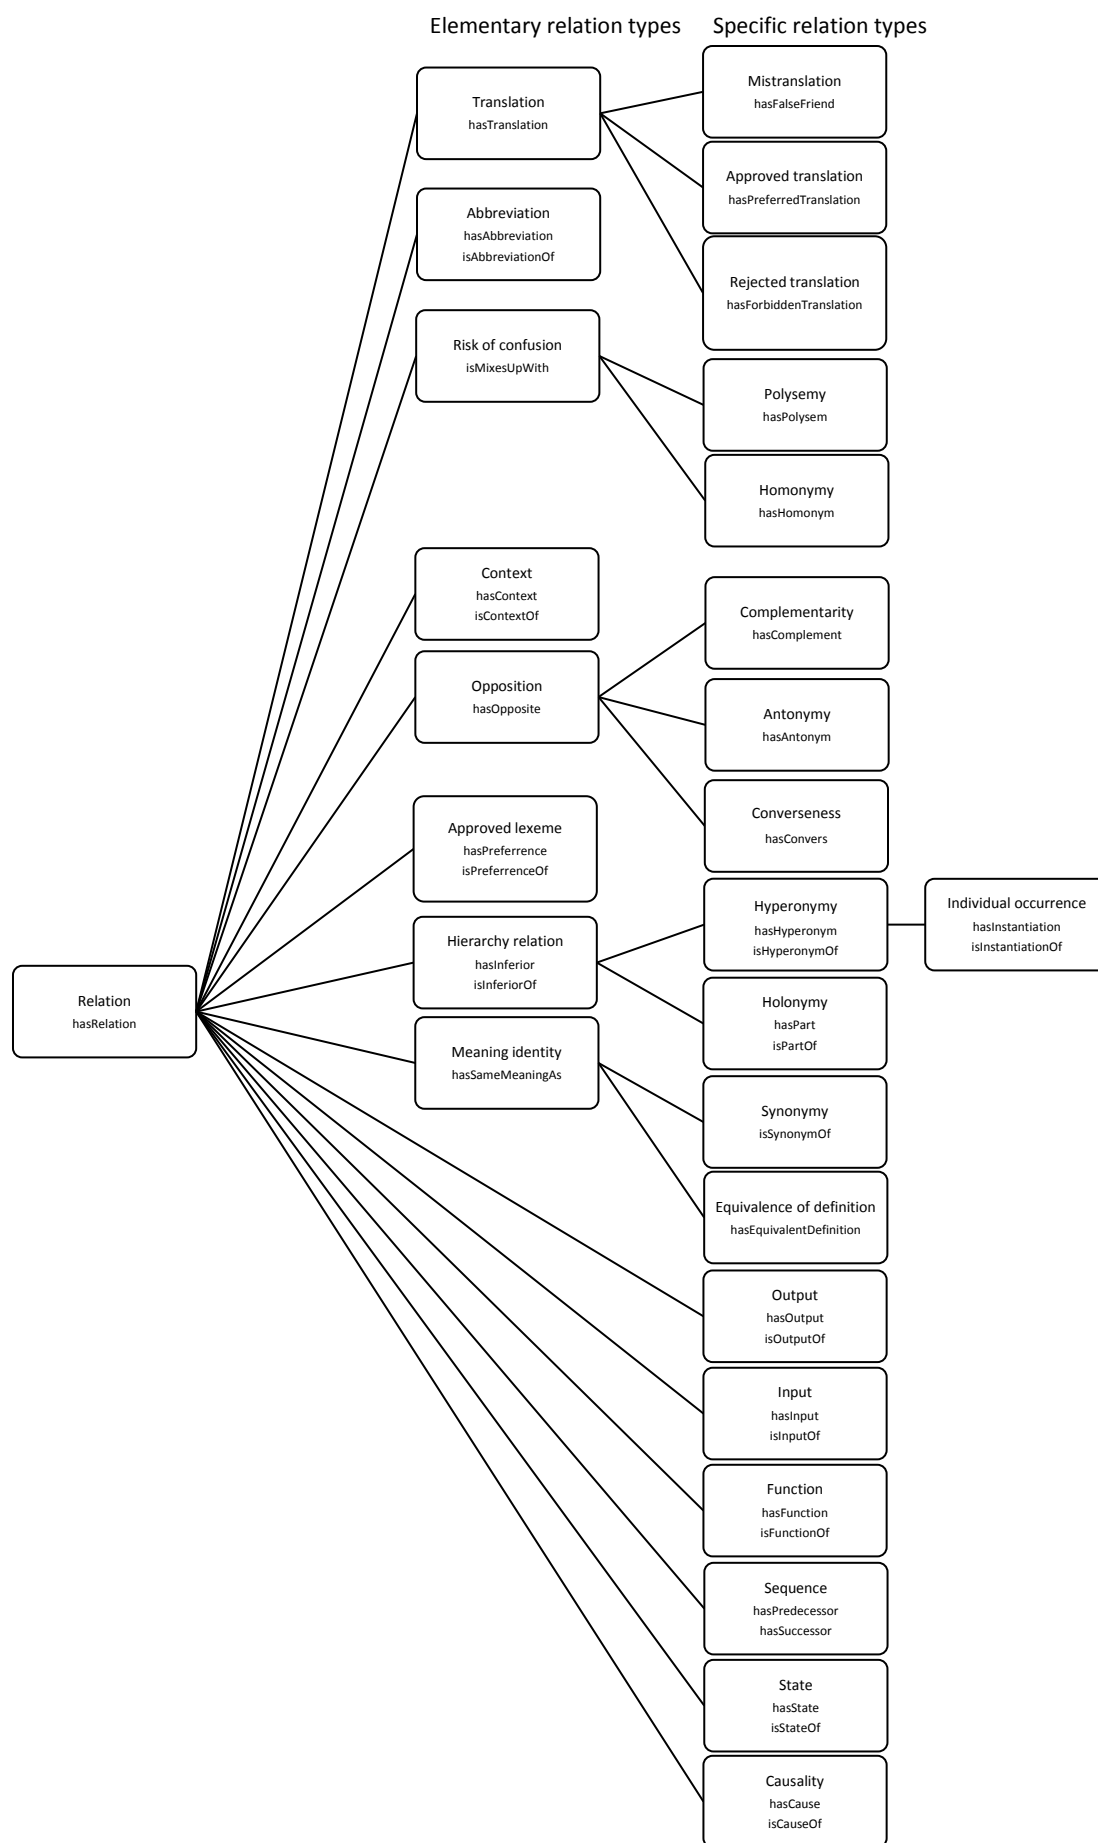 Elementary relation types
Specific relation types
Relation
hasRelation
Translation
hasTranslation
Abbreviation
hasAbbreviation
isAbbreviationOf
Risk of confusion
isMixesUpWith
Context
hasContext
isContextOf
Opposition
hasOpposite
Approved lexeme
hasPreferrence
isPreferrenceOf
Hierarchy relation
hasInferior
isInferiorOf
Meaning identity
hasSameMeaningAs
Mistranslation
hasFalseFriend
Approved translation
hasPreferredTranslation
Rejected translation
hasForbiddenTranslation
Polysemy
hasPolysem
Homonymy
hasHomonym
Complementarity
hasComplement
Antonymy
hasAntonym
Converseness
hasConvers
Hyperonymy
hasHyperonym
isHyperonymOf
Individual occurrence
hasInstantiation
isInstantiationOf
Holonymy
hasPart
isPartOf
Synonymy
isSynonymOf
Equivalence of definition
hasEquivalentDefinition
Output
hasOutput
isOutputOf
Input
hasInput
isInputOf
Function
hasFunction
isFunctionOf
Sequence
hasPredecessor
hasSuccessor
State
hasState
isStateOf
Causality
hasCause
isCauseOf